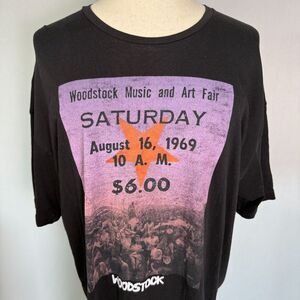 Woodstock Music and Art Fair
SATURDAY
August 16, 1969
10 A. M.
$6.00
WOODSTOCK